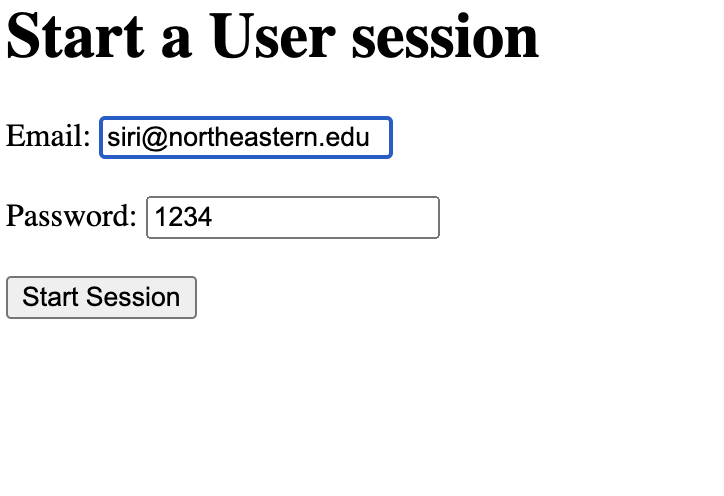 Start a User session
Email: siri@northeastern.edu
Password: 1234
Start Session